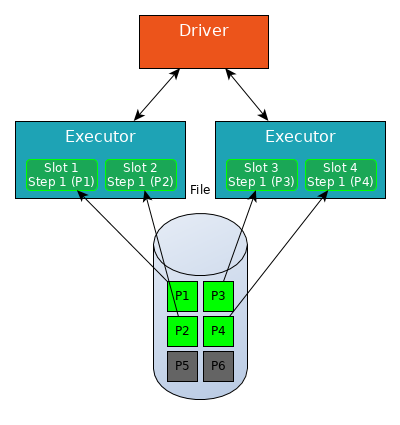 Driver
Executor
Slot 1
Step 1 (P1)
Slot 2
Step 1 (P2)
Executor
Slot 3
Step 1 (P3)
Slot 4
Step 1 (P4)
File
P1
P3
P2
P4
P5
P6